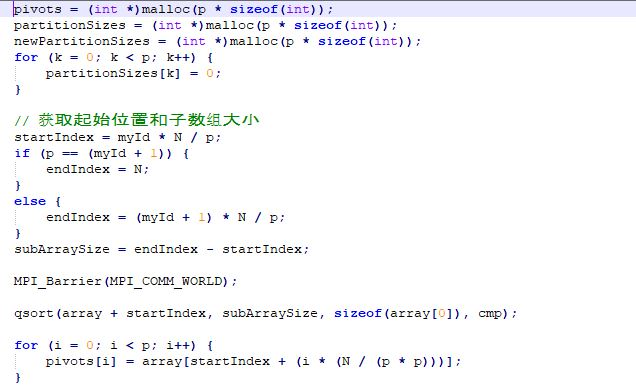 pivots = (int *)malloc(p * sizeof(int));
partitionSizes = (int *)malloc(p * sizeof(int));
newPartitionSizes = (int *)malloc(p * sizeof(int));
for (k = 0; k < p; k++) {
    partitionSizes[k] = 0;
}

// 获取起始位置和子数组大小
startIndex = myId * N / p;
if (p == (myId + 1)) {
    endIndex = N;
}
else {
    endIndex = (myId + 1) * N / p;
}
subArraySize = endIndex - startIndex;

MPI_Barrier(MPI_COMM_WORLD);

qsort(array + startIndex, subArraySize, sizeof(array[0]), cmp);

for (i = 0; i < p; i++) {
    pivots[i] = array[startIndex + (i * (N / (p * p)))];
}